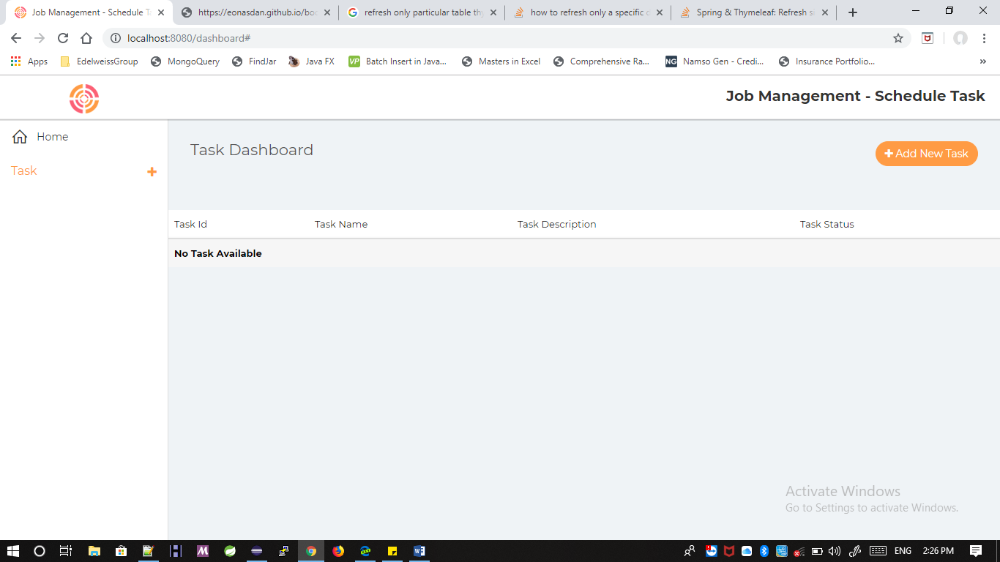 Job Management - Schedule T
https://eonasdan.github.io/boo
refresh only particular table th
how to refresh only a specific
Spring & Thymeleaf: Refresh
localhost:8080/dashboard#
Apps
EdelweissGroup
MongoQuery
FindJar
Java FX
VP
Batch Insert in Java...
Masters in Excel
Comprehensive Ra...
NG
Namso Gen - Credi...
Insurance Portfolio...
»
Job Management - Schedule Task
Home
Task
Task Dashboard
Add New Task
Task Id Task Name Task Description Task Status
No Task Available
Activate Windows
Go to Settings to activate Windows.
ENG
2:26 PM